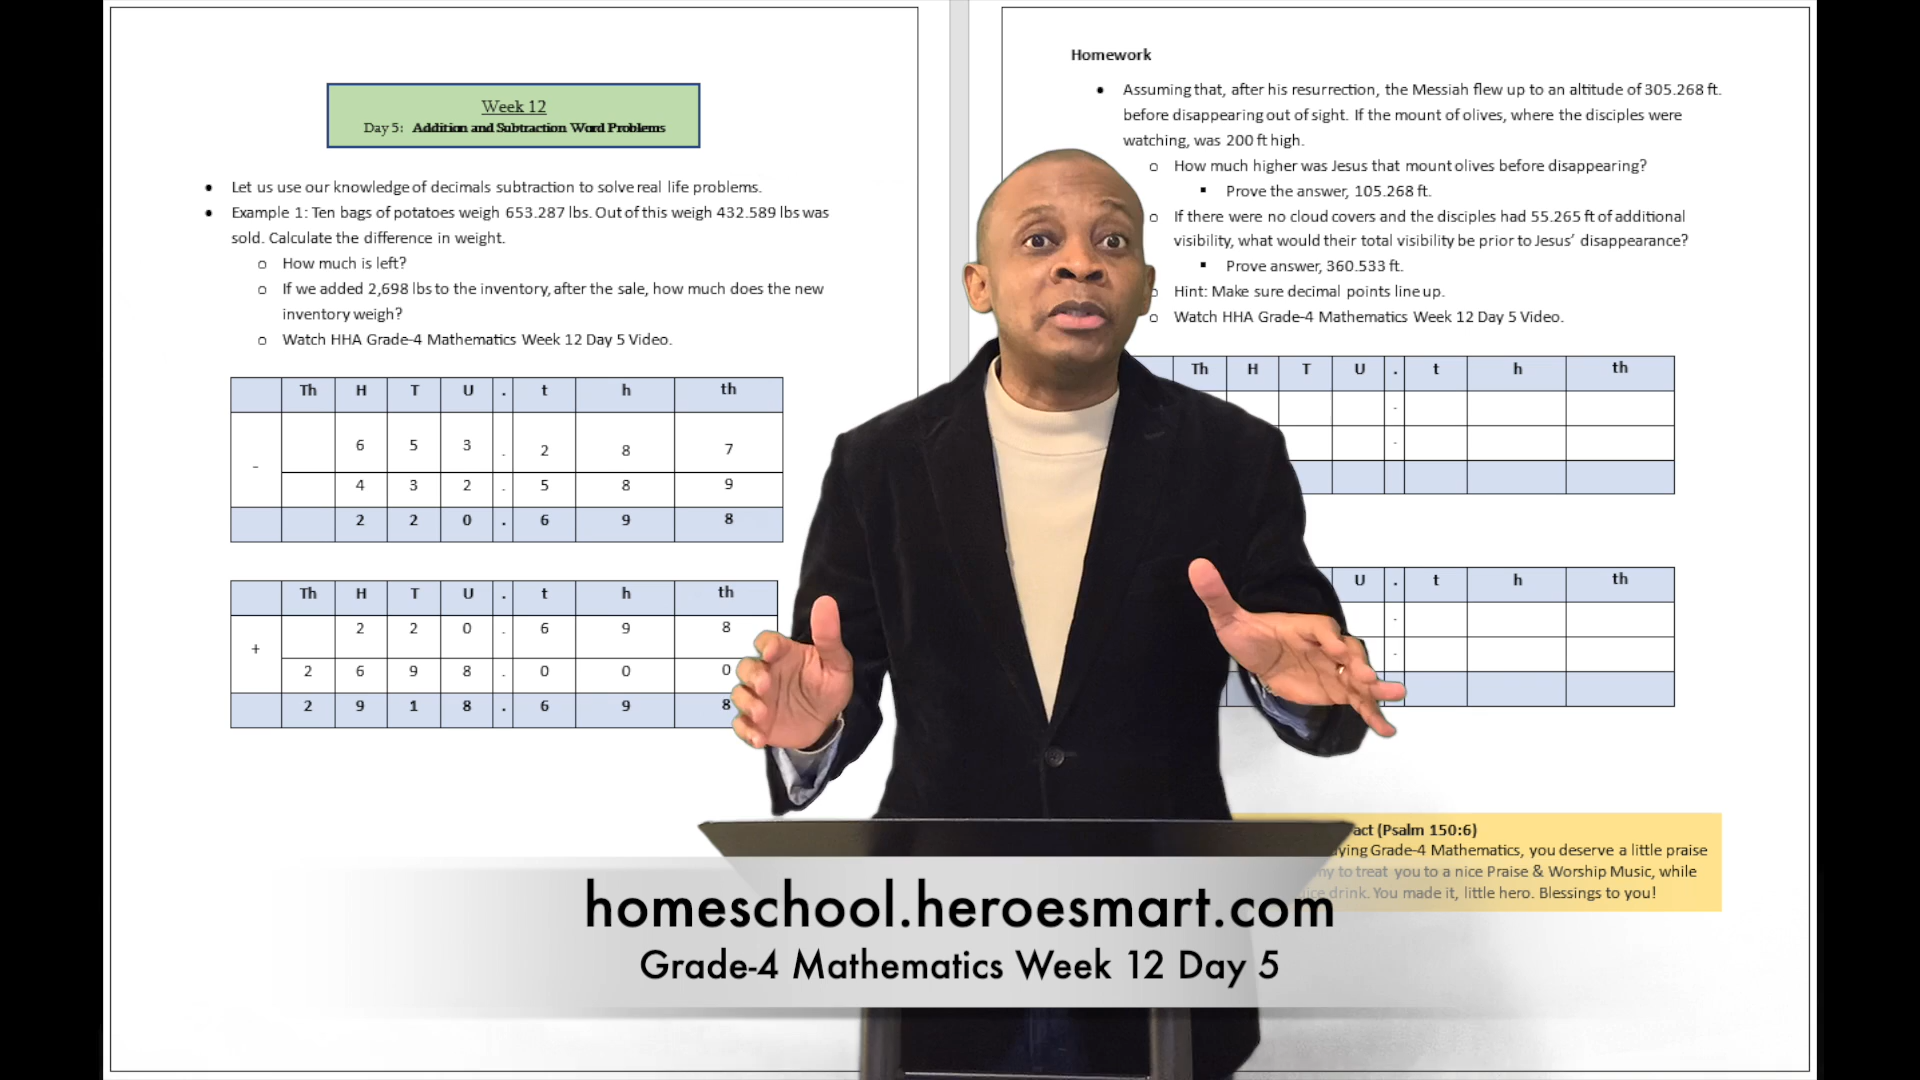 Week 12
Day 5: Addition and Subtraction Word Problems
Let us use our knowledge of decimals subtraction to solve real life problems.
Example 1: Ten bags of potatoes weigh 653.287 lbs. Out of this weigh 432.589 lbs was
sold. Calculate the difference in weight.
How much is left?
If we added 2,698 lbs to the inventory, after the sale, how much does the new
inventory weigh?
Watch HHA Grade-4 Mathematics Week 12 Day 5 Video.
Th H T U . t h th
- 6 5 3 . 2 8 7
4 3 2 . 5 8 9
2 2 0 . 6 9 8
Th H T U . t h th
+ 2 2 0 . 6 9 8
2 6 9 8 . 0 0 0
2 9 1 8 . 6 9 8
Homework
Assuming that, after his resurrection, the Messiah flew up to an altitude of 305.268 ft.
before disappearing out of sight. If the mount of olives, where the disciples were
watching, was 200 ft high.
How much higher was Jesus that mount olives before disappearing?
Prove the answer, 105.268 ft.
If there were no cloud covers and the disciples had 55.265 ft of additional
visibility, what would their total visibility be prior to Jesus' disappearance?
Prove answer, 360.533 ft.
Hint: Make sure decimal points line up.
Watch HHA Grade-4 Mathematics Week 12 Day 5 Video.
Th H T U . t h th
.
.
U . t h th
.
.
(Psalm 150:6)
Grade-4 Mathematics, you deserve a little praise
to treat you to a nice Praise & Worship Music, while
drink. You made it, little hero. Blessings to you!
homeschool.heroesmart.com
Grade-4 Mathematics Week 12 Day 5